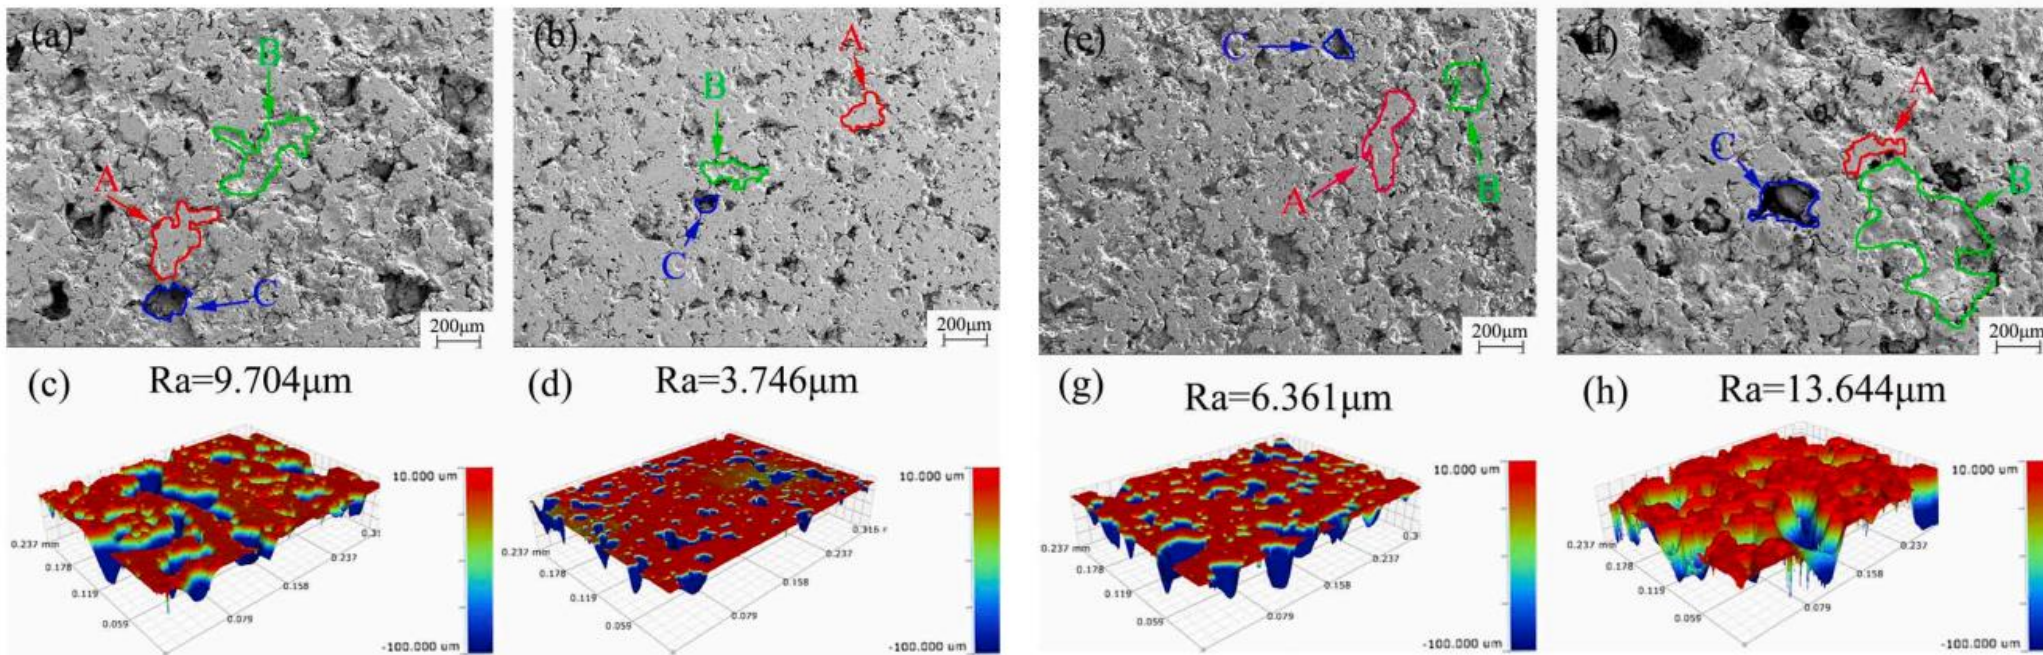 (a)
B
A
C
200μm
(b)
A
B
C
200μm
(e)
C
B
A
200μm
(f)
A
C
B
200μm
(c)
Ra=9.704μm
10.000 um
-100.000 um
0.237 mm
0.178
0.119
0.059
0.079
0.158
0.237
(d)
Ra=3.746μm
10.000 um
-100.000 um
0.237 mm
0.178
0.119
0.059
0.079
0.158
0.237
0.316
(g)
Ra=6.361μm
10.000 um
-100.000 um
0.237 mm
0.178
0.119
0.059
0.079
0.158
0.237
(h)
Ra=13.644μm
10.000 um
-100.000 um
0.237 mm
0.178
0.119
0.059
0.079
0.158
0.237